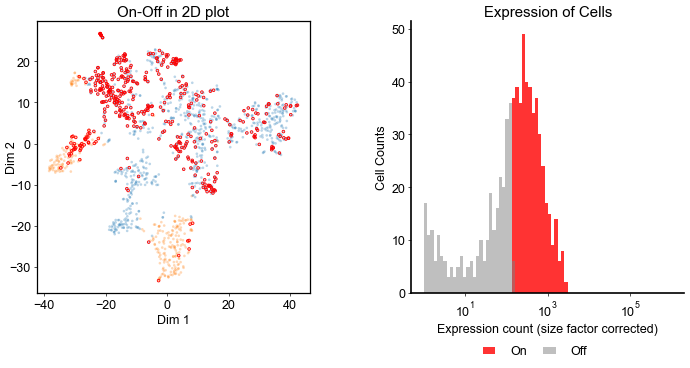 On-Off in 2D plot
Dim 2
20
10
0
−10
−20
−30
−40
−20
0
20
40
Dim 1
Expression of Cells
Cell Counts
50
40
30
20
10
0
10^1
10^3
10^5
Expression count (size factor corrected)
On
Off